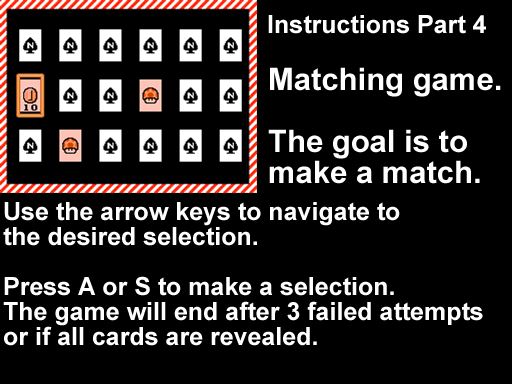 Instructions Part 4
Matching game.
The goal is to
make a match.
N N N N N N
10 N N N N
N N N N N
Use the arrow keys to navigate to
the desired selection.
Press A or S to make a selection.
The game will end after 3 failed attempts
or if all cards are revealed.